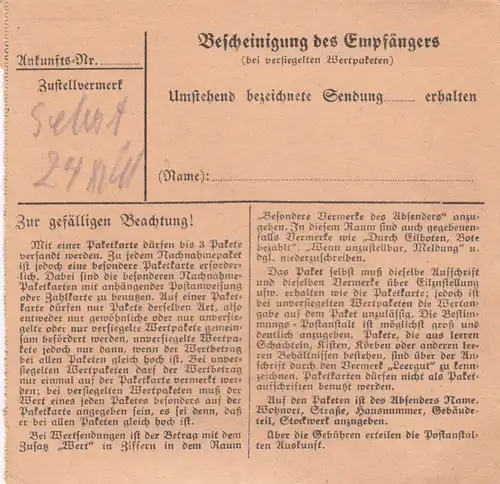 Ankunfts-Nr. ............
Zustellvermerk
24
Bescheinigung des Empfängers
(bei versiegelten Wertpaketen)
Umstehend bezeichnete Sendung ......... erhalten
(Name): ............
Zur gefälligen Beachtung!
Mit einer Paketkarte dürfen bis 3 Pakete
versandt werden. Zu jedem Nachnahmepaket
ist jedoch eine besondere Paketkarte erforder-
lich. Dabei sind die besonderen Nachnahme-
Paketkarten mit anhängender Postanweisung
oder Zahlkarte zu benutzen. Auf einer Paket-
karte dürfen nur Pakete derselben Art, also
entweder nur gewöhnliche oder nur unversie-
gelte oder nur versiegelte Wertpakete gemein-
sam befördert werden, unversiegelte Wertpakete
jedoch nur dann, wenn der Wertbetrag
bei allen Paketen gleich hoch ist. Bei unver-
siegelten Wertpaketen darf der Wertbetrag
nur einmal auf der Paketkarte vermerkt wer-
den; bei versiegelten Wertpaketen muß der
Wert eines jeden Paketes besonders auf der
Paketkarte angegeben sein, es sei denn, daß
er bei allen Paketen gleich hoch ist.
Bei Wertsendungen ist der Betrag mit dem
Zusatz „Wert" in Ziffern in dem Raum
„Besondere Vermerke des Absenders" anzu-
geben. In diesem Raum sind auch gegebenen-
falls Vermerke wie „Durch Eilboten, Bote
bezahlt", „Wenn unzustellbar, Meldung" u.
dgl. niederzuschreiben.
Das Paket selbst muß dieselbe Aufschrift
und dieselben Vermerke über Eilzustellung
usw. erhalten wie die Paketkarte; jedoch ist
bei unversiegelten Wertpaketen die Wertan-
gabe auf dem Paket unzulässig. Die Bestim-
mungs-Postanstalt ist möglichst groß und
deutlich anzugeben. Pakete, die aus leeren
Schachteln, Kisten, Körben oder anderen lee-
ren Behältnissen bestehen, sind über der An-
schrift durch den Vermerk „Leergut" zu kenn-
zeichnen. Paketkarten dürfen nicht als Paket-
aufschriften benutzt werden.
Auf den Paketen ist des Absenders Name,
Wohnort, Straße, Hausnummer, Gebäude-
teil, Stockwerk anzugeben.
Über die Gebühren erteilen die Postanstal-
ten Auskunft.